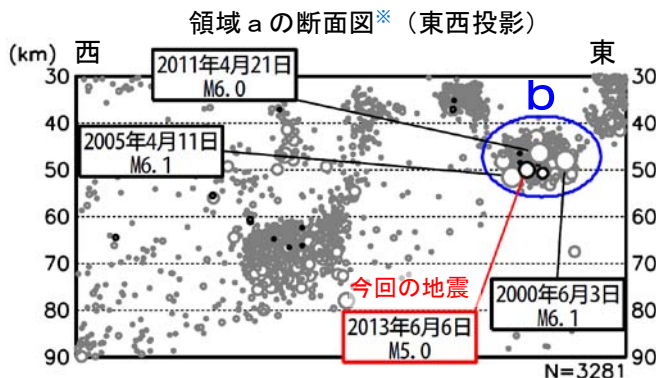 領域ａの断面図※（東西投影）
(km) 西 東
30 30
40 40
50 50
60 60
70 70
80 80
90 90
2011年4月21日
M6.0
b
2005年4月11日
M6.1
今回の地震
2013年6月6日
M5.0
2000年6月3日
M6.1
N=3281